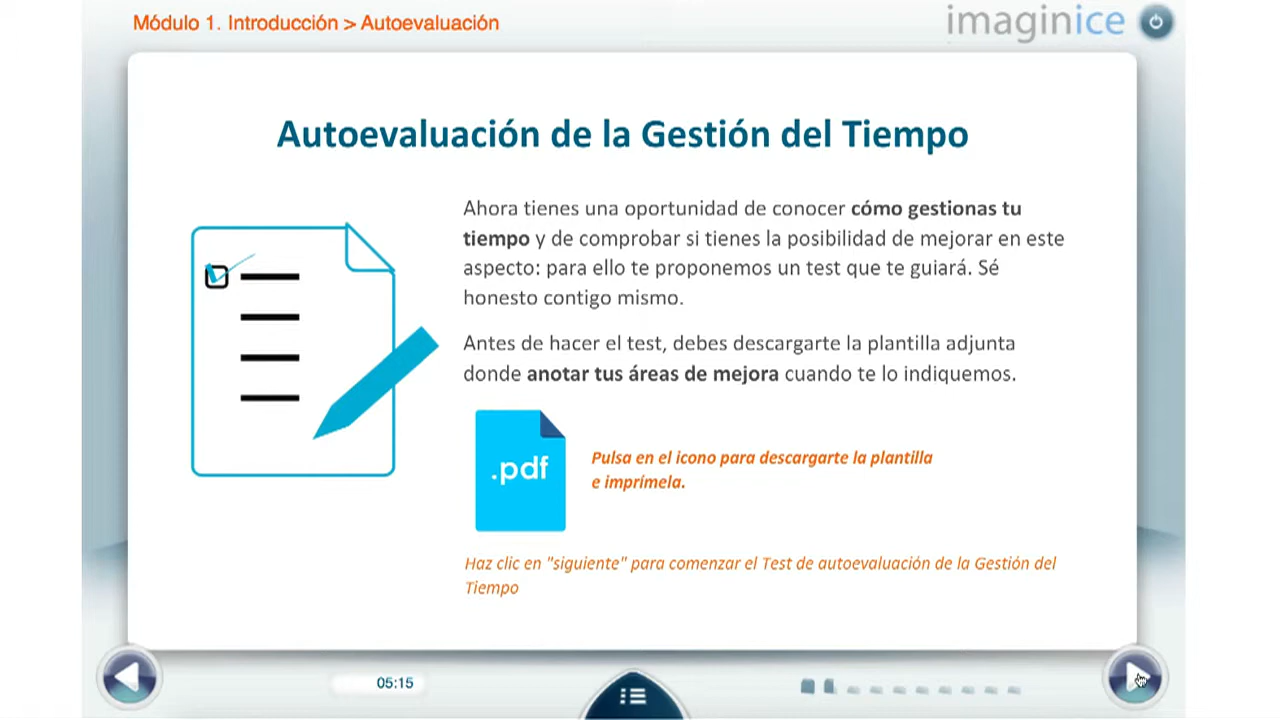 Módulo 1. Introducción > Autoevaluación
imaginice
Autoevaluación de la Gestión del Tiempo
Ahora tienes una oportunidad de conocer cómo gestionas tu
tiempo y de comprobar si tienes la posibilidad de mejorar en este
aspecto: para ello te proponemos un test que te guiará. Sé
honesto contigo mismo.
Antes de hacer el test, debes descargarte la plantilla adjunta
donde anotar tus áreas de mejora cuando te lo indiquemos.
.pdf
Pulsa en el icono para descargarte la plantilla
e imprímela.
Haz clic en "siguiente" para comenzar el Test de autoevaluación de la Gestión del
Tiempo
05:15